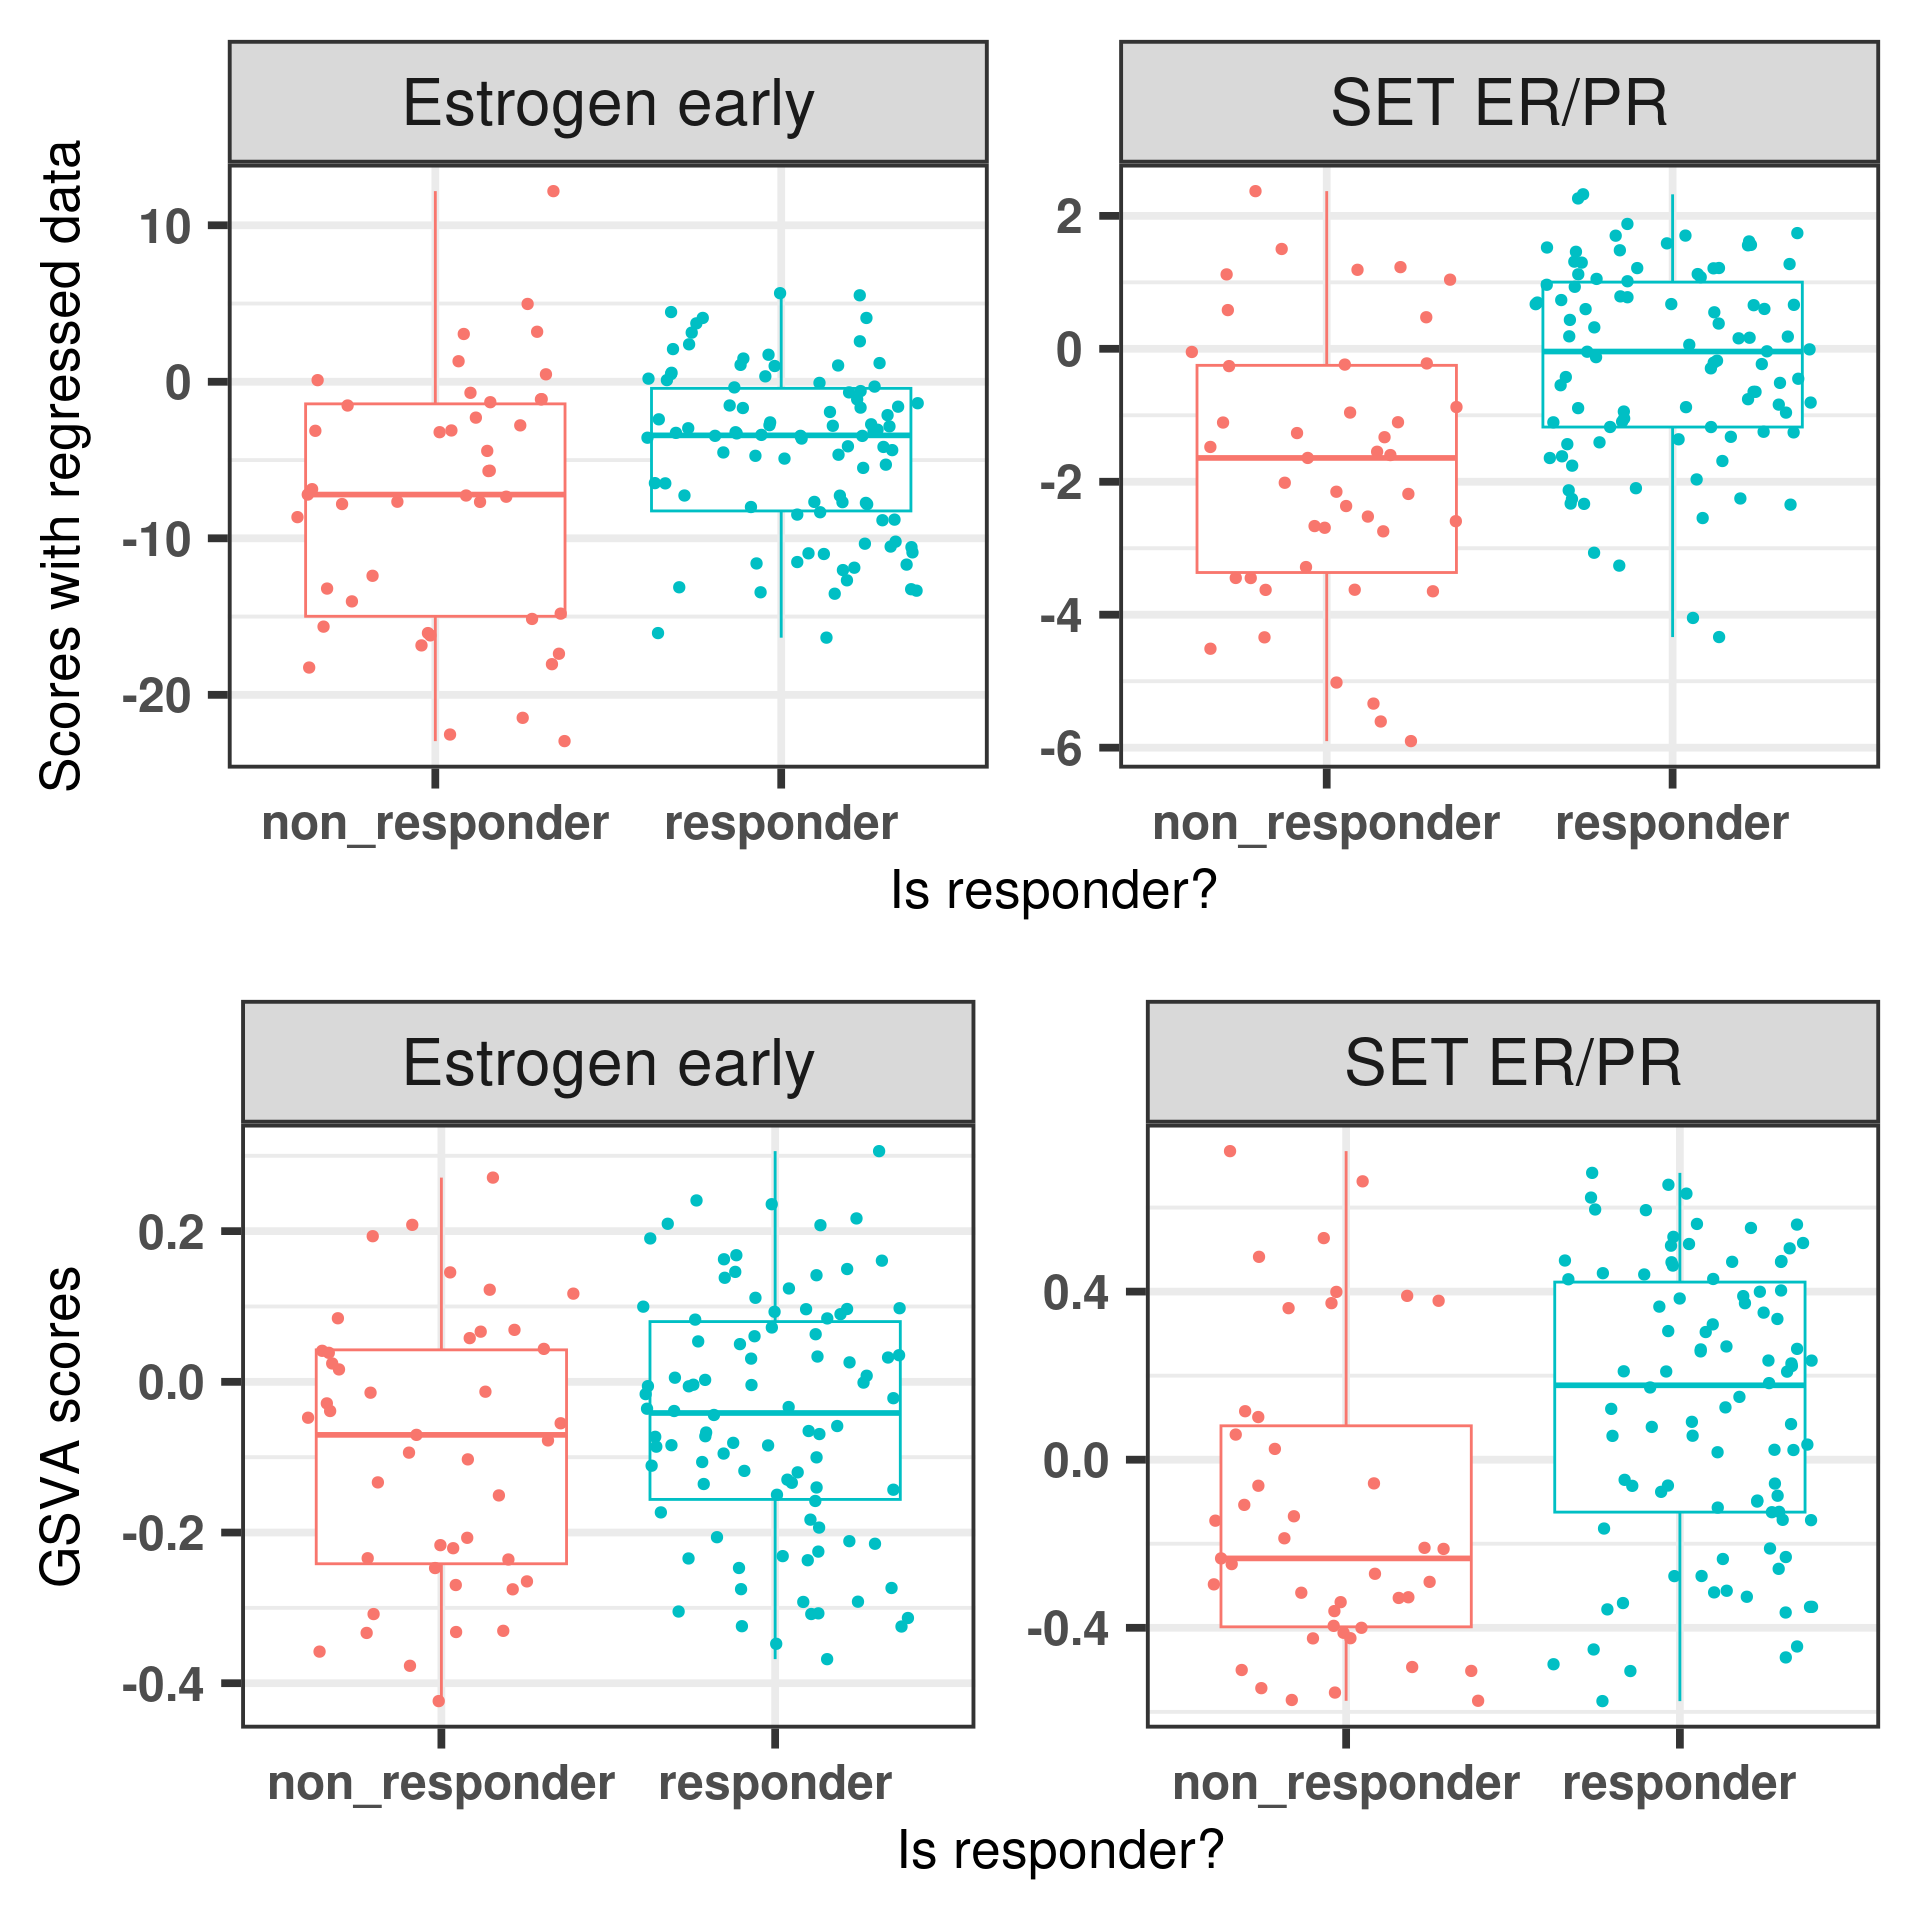 Estrogen early
SET ER/PR
Scores with regressed data
10
0
-10
-20
2
0
-2
-4
-6
non_responder
responder
non_responder
responder
Is responder?
Estrogen early
SET ER/PR
GSVA scores
0.2
0.0
-0.2
-0.4
0.4
0.0
-0.4
non_responder
responder
non_responder
responder
Is responder?